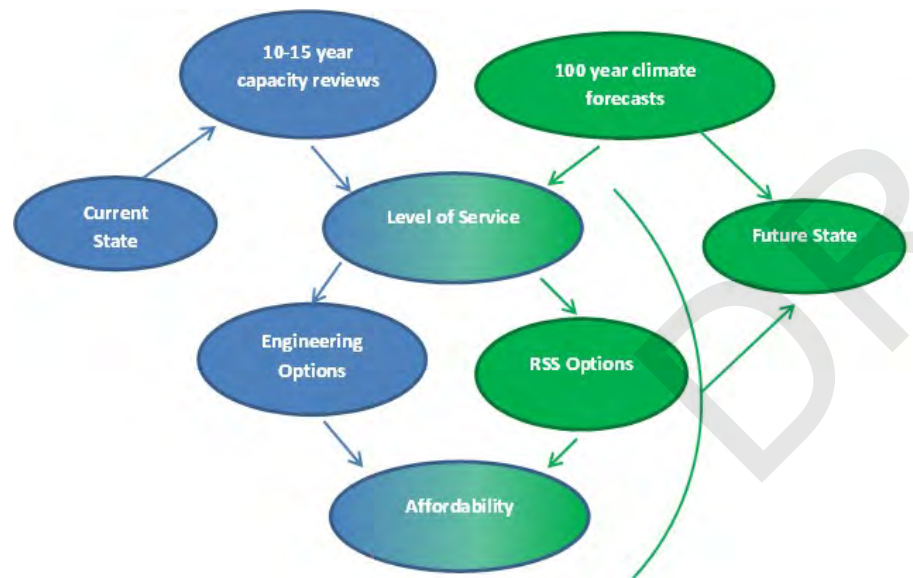 10-15 year
capacity reviews
100 year climate
forecasts
Current
State
Level of Service
Future State
Engineering
Options
RSS Options
Affordability
DR